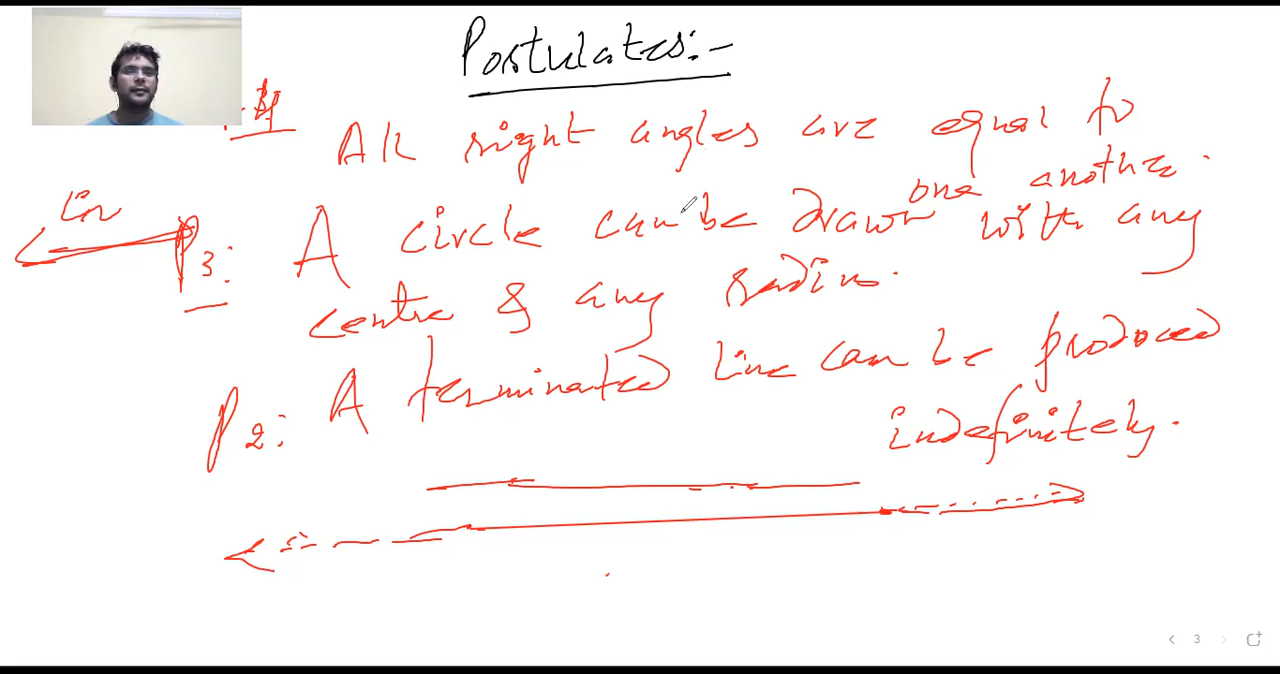 Postulates:-
All right angles are equal to
one another.
P3: A circle can be drawn with any
centre & any radius.
P2: A terminated line can be produced
indefinitely.
3